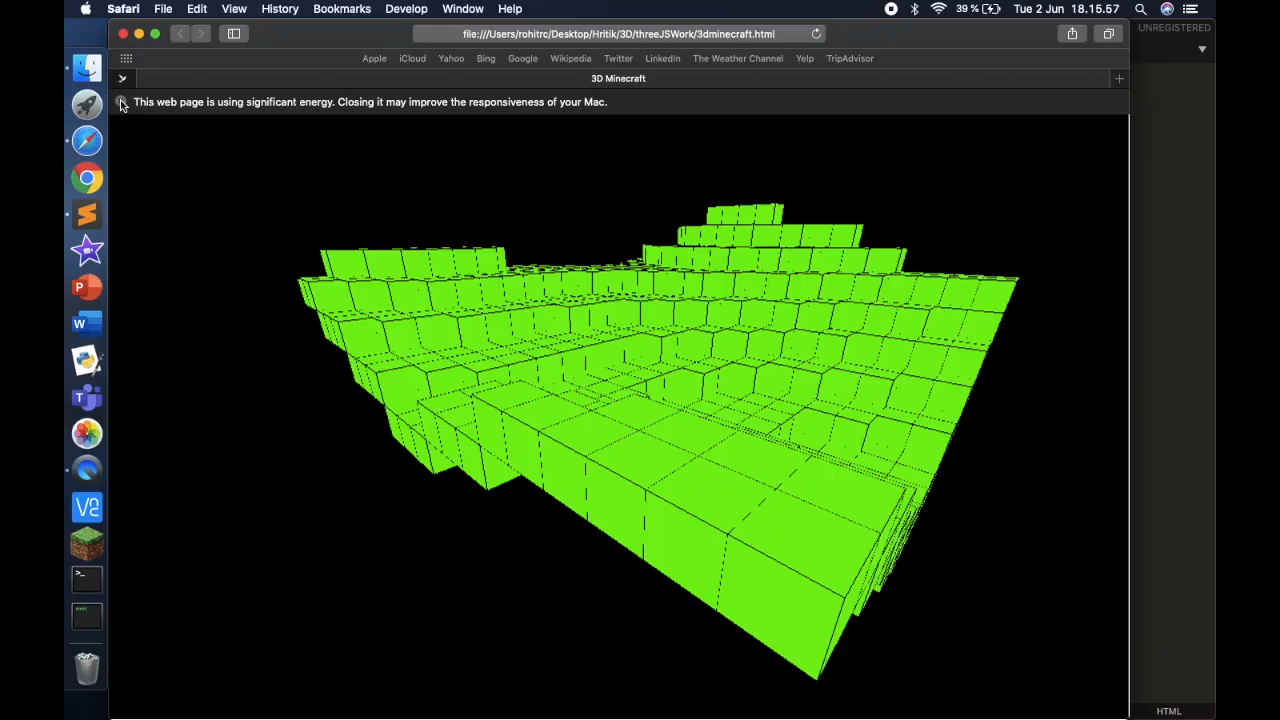 Safari File Edit View History Bookmarks Develop Window Help 39 % Tue 2 Jun 18.15.57
UNREGISTERED
file:///Users/rohitrc/Desktop/Hritik/3D/threeJSWork/3dminecraft.html
Apple iCloud Yahoo Bing Google Wikipedia Twitter LinkedIn The Weather Channel Yelp TripAdvisor
3D Minecraft
This web page is using significant energy. Closing it may improve the responsiveness of your Mac.
P
W
T
V2
>_
exec
HTML